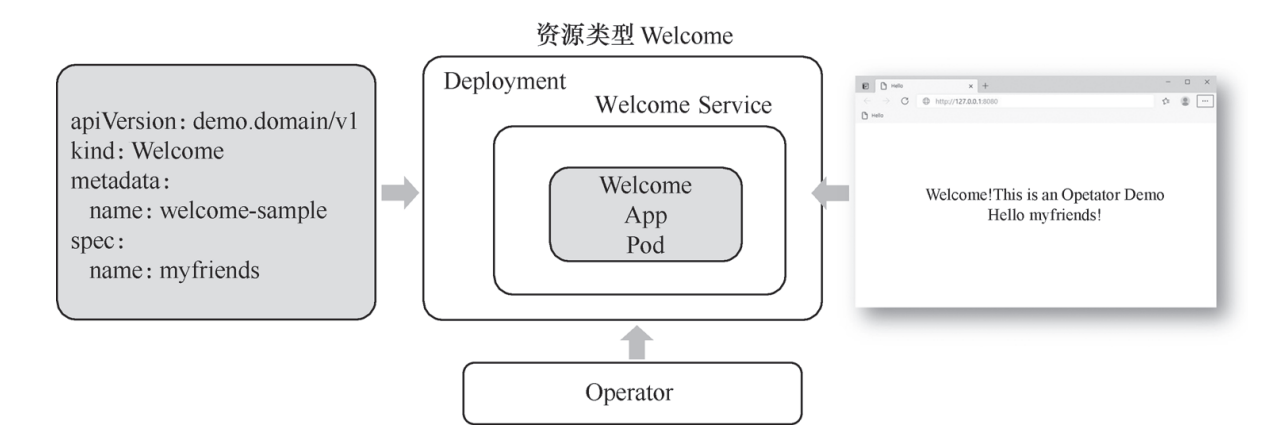 资源类型 Welcome
apiVersion: demo.domain/v1
kind: Welcome
metadata:
name: welcome-sample
spec:
name: myfriends
Deployment
Welcome Service
Welcome
App
Pod
Operator
Hello
http://127.0.0.1:8080
Hello
Welcome!This is an Opetator Demo
Hello myfriends!